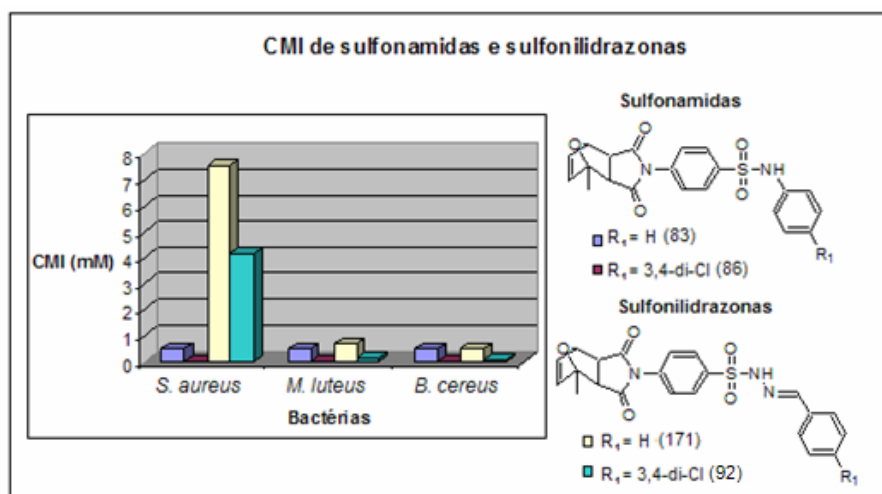 CMI de sulfonamidas e sulfonilidrazonas
8
7
6
5
4
3
2
1
0
CMI (mM)
S. aureus
M. luteus
B. cereus
Bactérias
Sulfonamidas
O
O
N
O
O
S
O
NH
R₁
R₁= H (83)
R₁ = 3,4-di-Cl (86)
Sulfonilidrazonas
O
O
N
O
O
S
O
NH
N
R₁
R₁= H (171)
R₁ = 3,4-di-Cl (92)